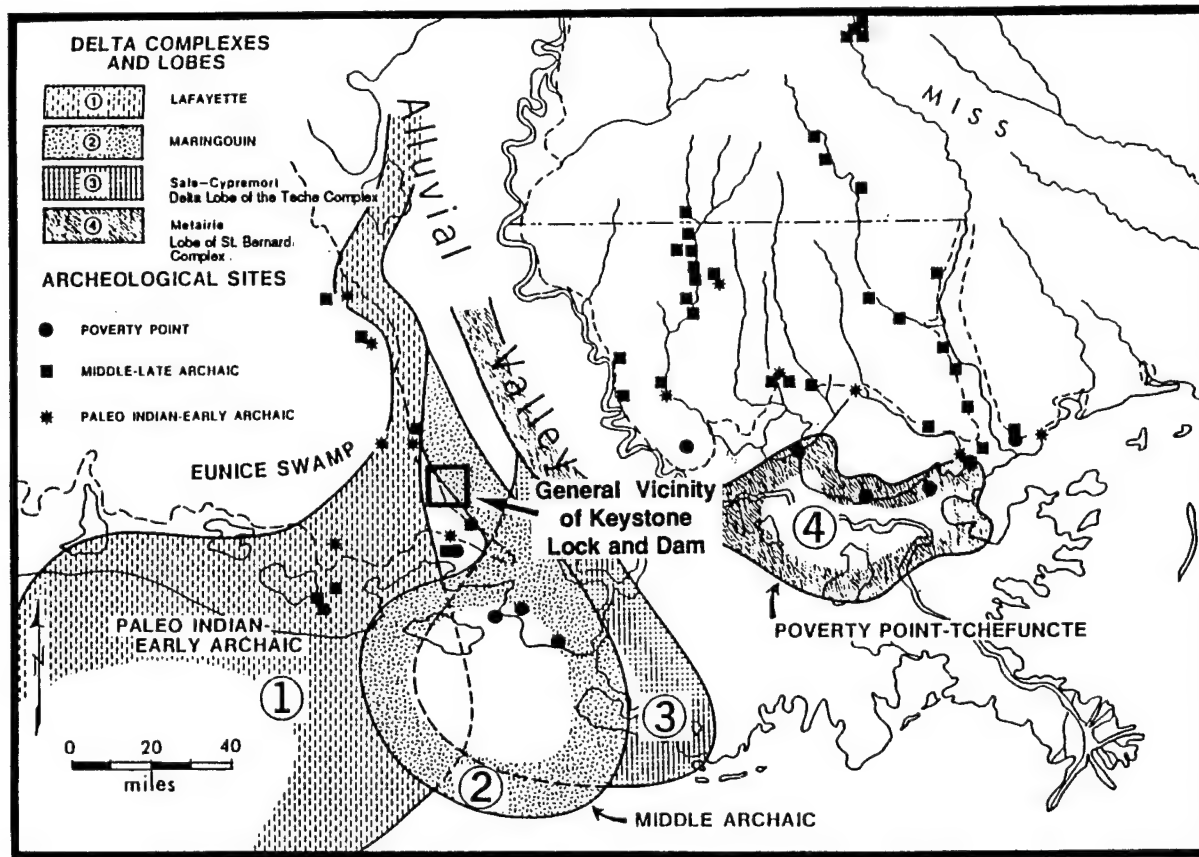 DELTA COMPLEXES
AND LOBES
① LAFAYETTE
② MARINGOUIN
③ Sale-Cypremort
Delta Lobe of the Teche Complex
④ Metairie
Lobe of St. Bernard
Complex
ARCHEOLOGICAL SITES
POVERTY POINT
MIDDLE-LATE ARCHAIC
PALEO INDIAN-EARLY ARCHAIC
Alluvial
Valley
MISS
EUNICE SWAMP
General Vicinity
of Keystone
Lock and Dam
④
POVERTY POINT-TCHEFUNCTE
PALEO INDIAN-
EARLY ARCHAIC
①
③
②
0 20 40
miles
MIDDLE ARCHAIC